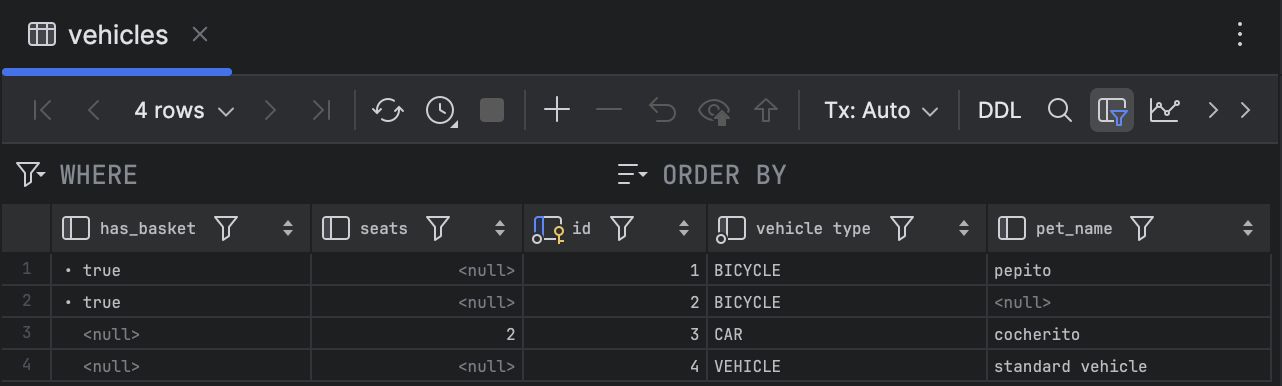 vehicles
4 rows Tx: Auto DDL
WHERE ORDER BY
has_basket seats id vehicle type pet_name
1 • true <null> 1 BICYCLE pepito
2 • true <null> 2 BICYCLE <null>
3 <null> 2 3 CAR cocherito
4 <null> <null> 4 VEHICLE standard vehicle